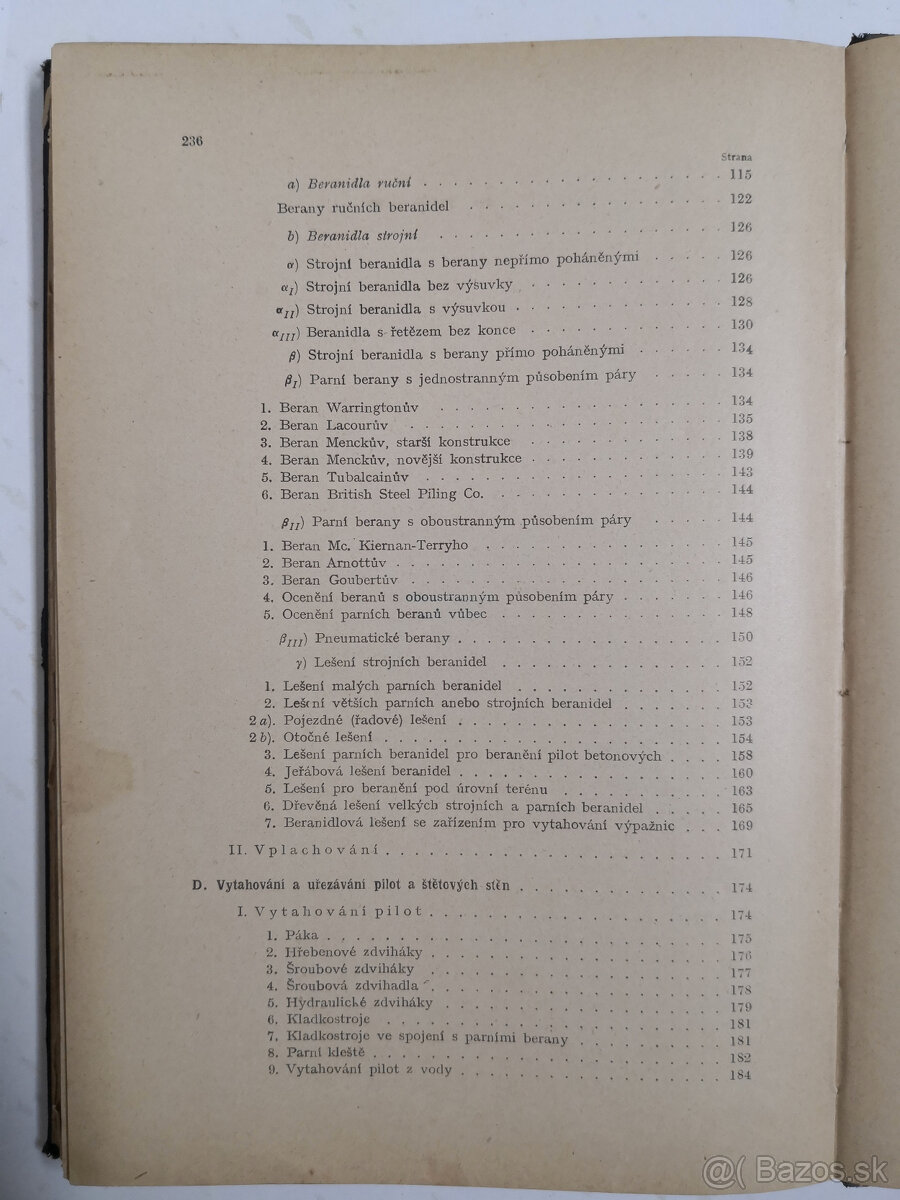 236
Strana
a) Beranidla ruční . . . . . . . . . . . . . . . . . . . 115
Berany ručních beranidel . . . . . . . . . . . . . . . . 122
b) Beranidla strojní . . . . . . . . . . . . . . . . . . 126
α) Strojní beranidla s berany nepřímo poháněnými . . . . . 126
αI) Strojní beranidla bez výsuvky . . . . . . . . . . . . 126
αII) Strojní beranidla s výsuvkou . . . . . . . . . . . . 128
αIII) Beranidla s řetězem bez konce . . . . . . . . . . . 130
β) Strojní beranidla s berany přímo poháněnými . . . . . . 134
βI) Parní berany s jednostranným působením páry . . . . . 134
1. Beran Warringtonův . . . . . . . . . . . . . . . . . 134
2. Beran Lacourův . . . . . . . . . . . . . . . . . . . 135
3. Beran Menckův, starší konstrukce . . . . . . . . . . . 138
4. Beran Menckův, novější konstrukce . . . . . . . . . . . 139
5. Beran Tubalcainův . . . . . . . . . . . . . . . . . . 143
6. Beran British Steel Píling Co. . . . . . . . . . . . . 144
βII) Parní berany s oboustranným působením páry . . . . . 144
1. Beran Mc. Kiernan-Terryho . . . . . . . . . . . . . . 145
2. Beran Arnottův . . . . . . . . . . . . . . . . . . . 145
3. Beran Goubertův . . . . . . . . . . . . . . . . . . . 146
4. Ocenění beranů s oboustranným působením páry . . . . . . 146
5. Ocenění parních beranů vůbec . . . . . . . . . . . . . 148
βIII) Pneumatické berany . . . . . . . . . . . . . . . . 150
γ) Lešení strojních beranidel . . . . . . . . . . . . . . 152
1. Lešení malých parních beranidel . . . . . . . . . . . . 152
2. Lešení větších parních anebo strojních beranidel . . . . . 153
2 a). Pojezdné (řadové) lešení . . . . . . . . . . . . . . 153
2 b). Otočné lešení . . . . . . . . . . . . . . . . . . . 154
3. Lešení parních beranidel pro beranění pilot betonových . . . . 158
4. Jeřábová lešení beranidel . . . . . . . . . . . . . . . 160
5. Lešení pro beranění pod úrovní terénu . . . . . . . . . 163
6. Dřevěná lešení velkých strojních a parních beranidel . . . . 165
7. Beranidlová lešení se zařízením pro vytahování výpažnic . . . 169
II. Vplachování . . . . . . . . . . . . . . . . . . . . 171
D. Vytahování a uřezávání pilot a štětových stěn . . . . . . . . . . . 174
I. Vytahování pilot . . . . . . . . . . . . . . . . . . 174
1. Páka . . . . . . . . . . . . . . . . . . . . . . . . 175
2. Hřebenové zdviháky . . . . . . . . . . . . . . . . . 176
3. Šroubové zdviháky . . . . . . . . . . . . . . . . . . 177
4. Šroubová zdvihadla . . . . . . . . . . . . . . . . . . 178
5. Hydraulické zdviháky . . . . . . . . . . . . . . . . . 179
6. Kladkostroje . . . . . . . . . . . . . . . . . . . . . 181
7. Kladkostroje ve spojení s parními berany . . . . . . . . . 181
8. Parní kleště . . . . . . . . . . . . . . . . . . . . . 182
9. Vytahování pilot z vody . . . . . . . . . . . . . . . . 184
@( Bazos.sk